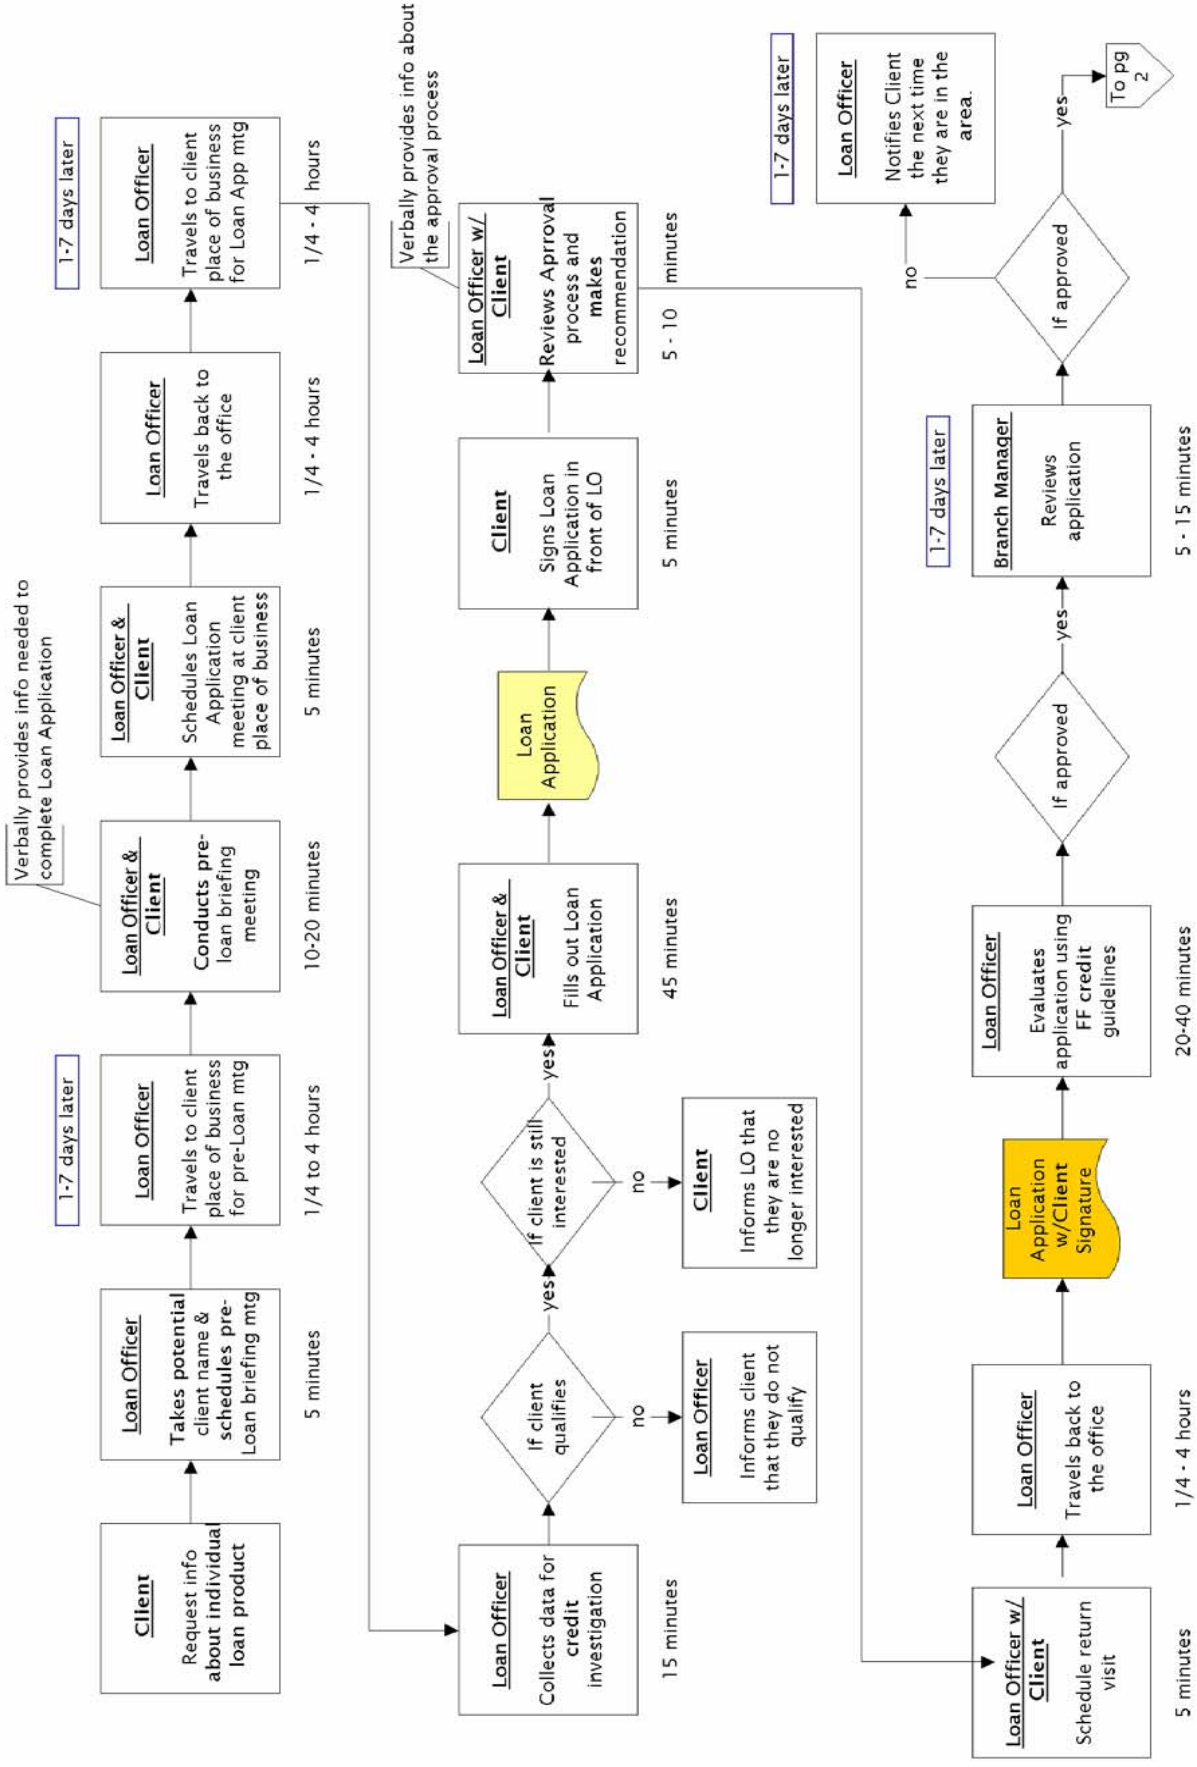 Verbally provides info needed to
complete Loan Application
Client
Request info
about individual
loan product
Loan Officer
Takes potential
client name &
schedules pre-
Loan briefing mtg
5 minutes
1-7 days later
Loan Officer
Travels to client
place of business
for pre-Loan mtg
1/4 to 4 hours
Loan Officer &
Client
Conducts pre-
loan briefing
meeting
10-20 minutes
Loan Officer &
Client
Schedules Loan
Application
meeting at client
place of business
5 minutes
Loan Officer
Travels back to
the office
1/4 - 4 hours
1-7 days later
Loan Officer
Travels to client
place of business
for Loan App mtg
1/4 - 4 hours
Loan Officer
Collects data for
credit
investigation
15 minutes
If client
qualifies
no
Loan Officer
Informs client
that they do not
qualify
yes
If client is still
interested
no
Client
Informs LO that
they are no
longer interested
yes
Loan Officer &
Client
Fills out Loan
Application
45 minutes
Loan
Application
Client
Signs Loan
Application in
front of LO
5 minutes
Verbally provides info about
the approval process
Loan Officer w/
Client
Reviews Aprroval
process and
makes
recommendation
5 - 10 minutes
Loan Officer w/
Client
Schedule return
visit
5 minutes
Loan Officer
Travels back to
the office
1/4 - 4 hours
Loan
Application
w/Client
Signature
Loan Officer
Evaluates
application using
FF credit
guidelines
20-40 minutes
If approved
yes
1-7 days later
Branch Manager
Reviews
application
5 - 15 minutes
If approved
no
1-7 days later
Loan Officer
Notifies Client
the next time
they are in the
area.
yes
To pg
2